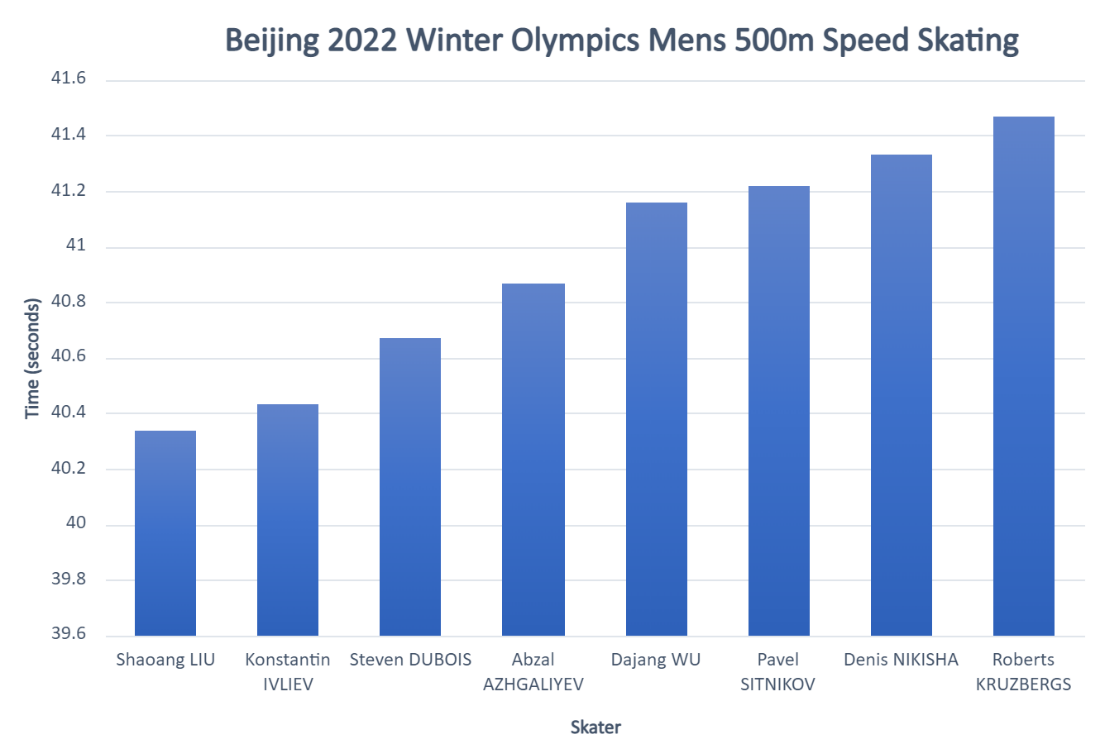 Beijing 2022 Winter Olympics Mens 500m Speed Skating
41.6
41.4
41.2
41
40.8
40.6
40.4
40.2
40
39.8
39.6
Time (seconds)
Shaoang LIU
Konstantin
IVLIEV
Steven DUBOIS
Abzal
AZHGALIYEV
Dajang WU
Pavel
SITNIKOV
Denis NIKISHA
Roberts
KRUZBERGS
Skater